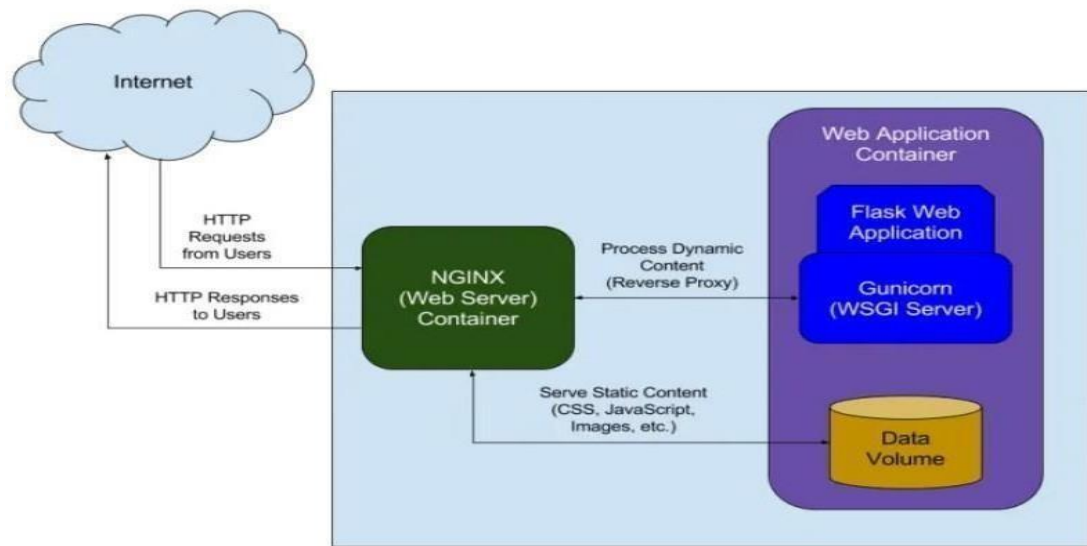 Internet
HTTP
Requests
from Users
HTTP Responses
to Users
NGINX
(Web Server)
Container
Process Dynamic
Content
(Reverse Proxy)
Serve Static Content
(CSS, JavaScript,
Images, etc.)
Web Application
Container
Flask Web
Application
Gunicorn
(WSGI Server)
Data
Volume